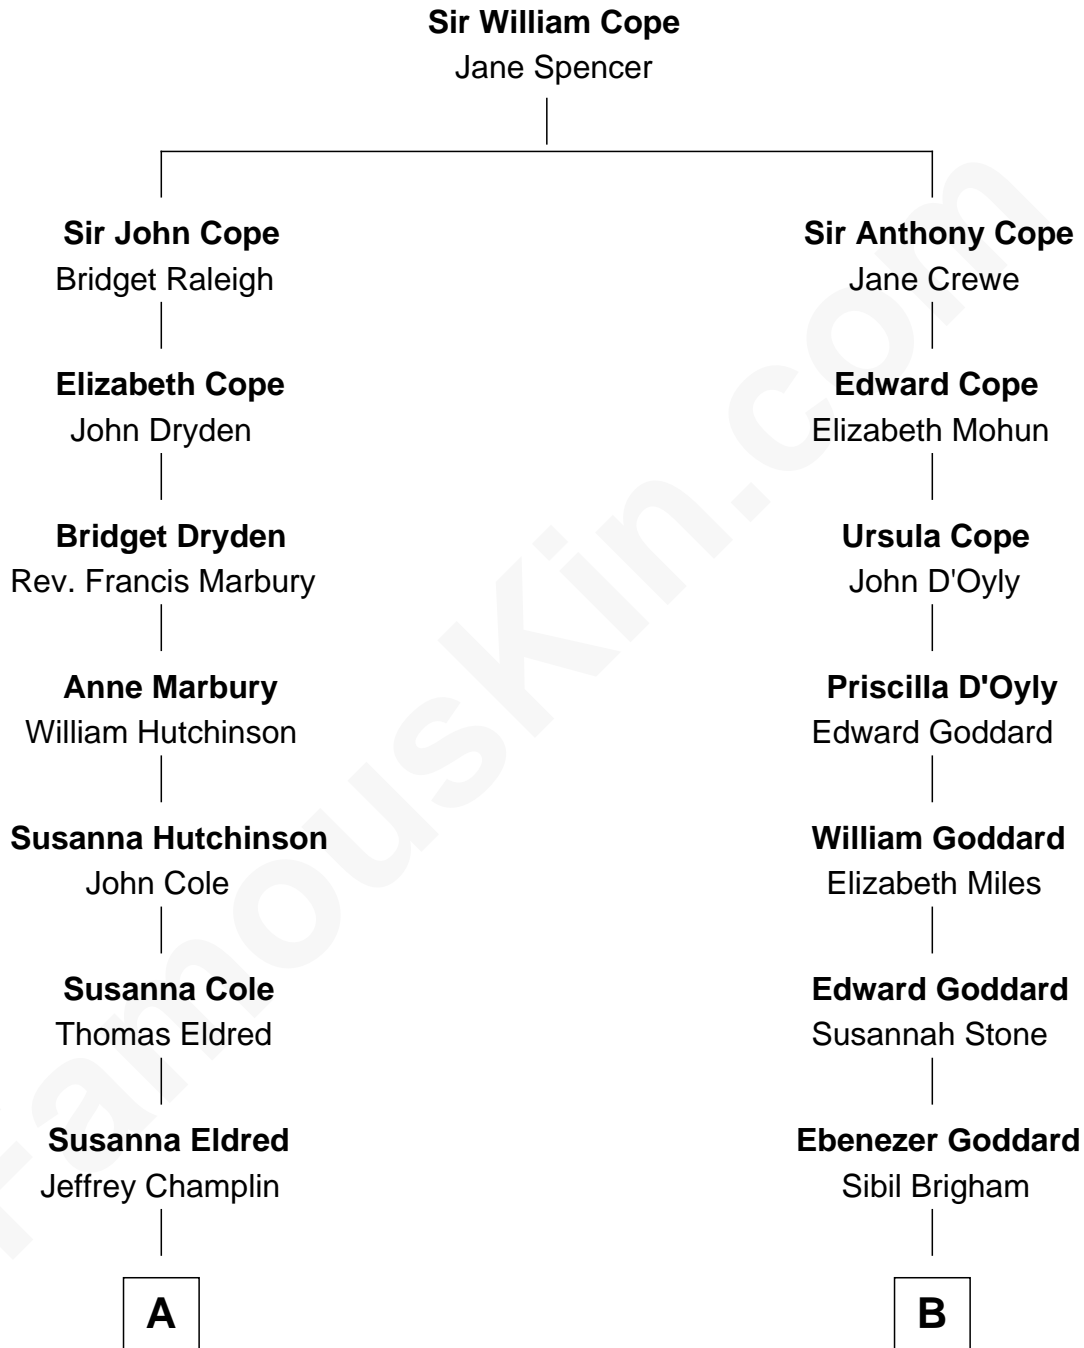 Sir William Cope
Jane Spencer
Sir John Cope
Bridget Raleigh
Sir Anthony Cope
Jane Crewe
Elizabeth Cope
John Dryden
Edward Cope
Elizabeth Mohun
Bridget Dryden
Rev. Francis Marbury
Ursula Cope
John D'Oyly
Anne Marbury
William Hutchinson
Priscilla D'Oyly
Edward Goddard
Susanna Hutchinson
John Cole
William Goddard
Elizabeth Miles
Susanna Cole
Thomas Eldred
Edward Goddard
Susannah Stone
Susanna Eldred
Jeffrey Champlin
Ebenezer Goddard
Sibil Brigham
A
B
FamousKin.com